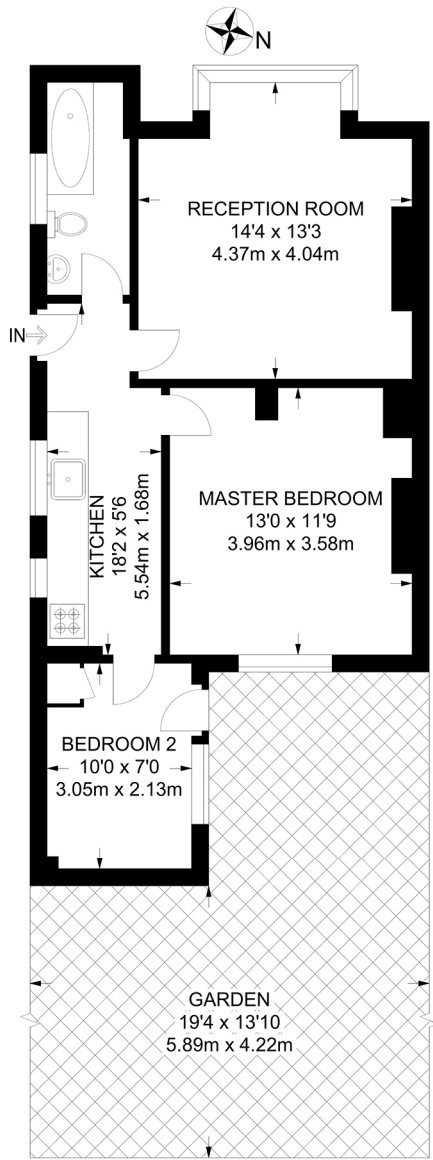 N
RECEPTION ROOM
14'4 x 13'3
4.37m x 4.04m
IN
KITCHEN
18'2 x 5'6
5.54m x 1.68m
MASTER BEDROOM
13'0 x 11'9
3.96m x 3.58m
BEDROOM 2
10'0 x 7'0
3.05m x 2.13m
GARDEN
19'4 x 13'10
5.89m x 4.22m